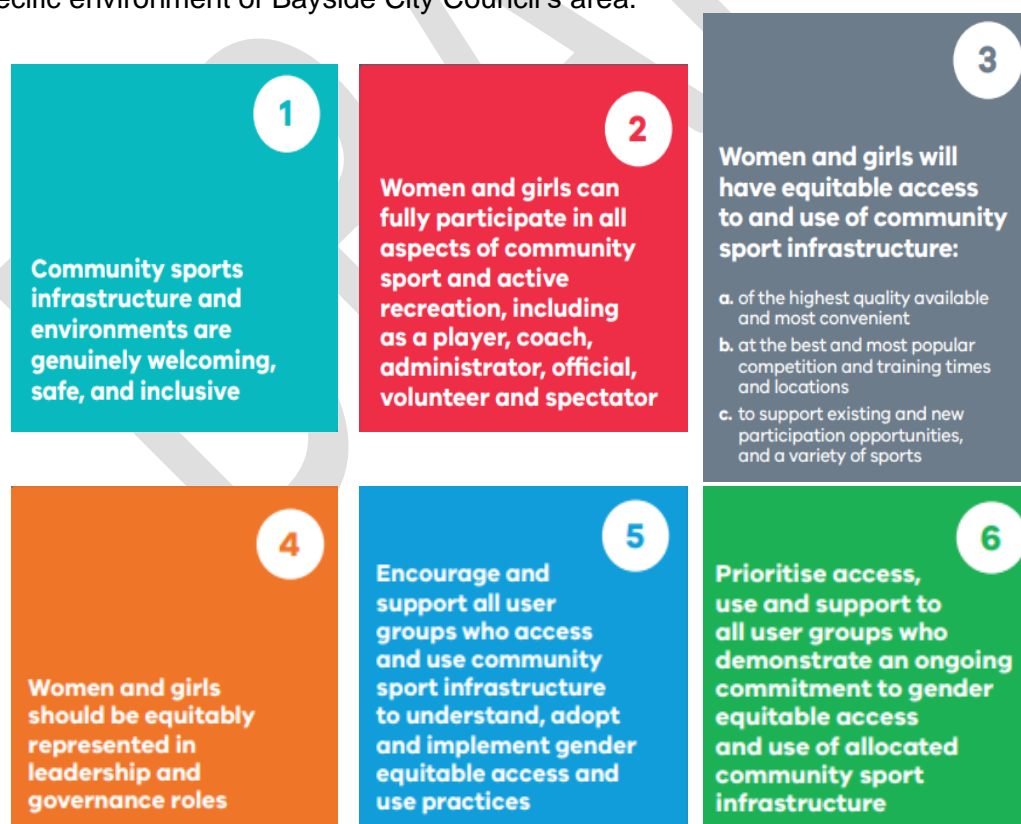 ecific environment of Bayside City Council's area.
1
Community sports
infrastructure and
environments are
genuinely welcoming,
safe, and inclusive
2
Women and girls can
fully participate in all
aspects of community
sport and active
recreation, including
as a player, coach,
administrator, official,
volunteer and spectator
3
Women and girls will
have equitable access
to and use of community
sport infrastructure:
a. of the highest quality available
and most convenient
b. at the best and most popular
competition and training times
and locations
c. to support existing and new
participation opportunities,
and a variety of sports
4
Women and girls
should be equitably
represented in
leadership and
governance roles
5
Encourage and
support all user
groups who access
and use community
sport infrastructure
to understand, adopt
and implement gender
equitable access and
use practices
6
Prioritise access,
use and support to
all user groups who
demonstrate an ongoing
commitment to gender
equitable access
and use of allocated
community sport
infrastructure